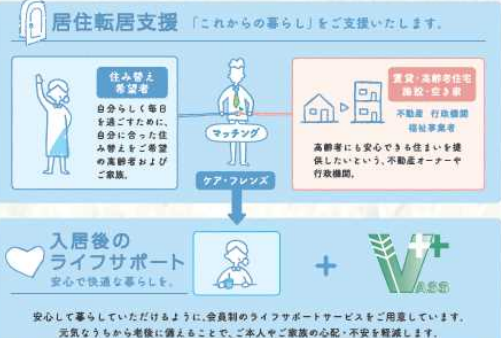 居住転居支援 「これからの暮らし」をご支援いたします。
住み替え
希望者
自分らしく毎日
を過ごすために、
自分に合った住
み替えをご希望
の高齢者および
ご家族。
マッチング
ケア・フレンズ
賃貸・高齢者住宅
施設・空き家
不動産 行政機関
福祉事業者
高齢者にも安心できる住まいを提
供したいという、不動産オーナーや
行政機関。
入居後の
ライフサポート
安心で快適な暮らしを。
+
V++
ASS
安心して暮らしていただけるように、会員制のライフサポートサービスをご用意しています。
元気なうちから老後に備えることで、ご本人やご家族の心配・不安を軽減します。